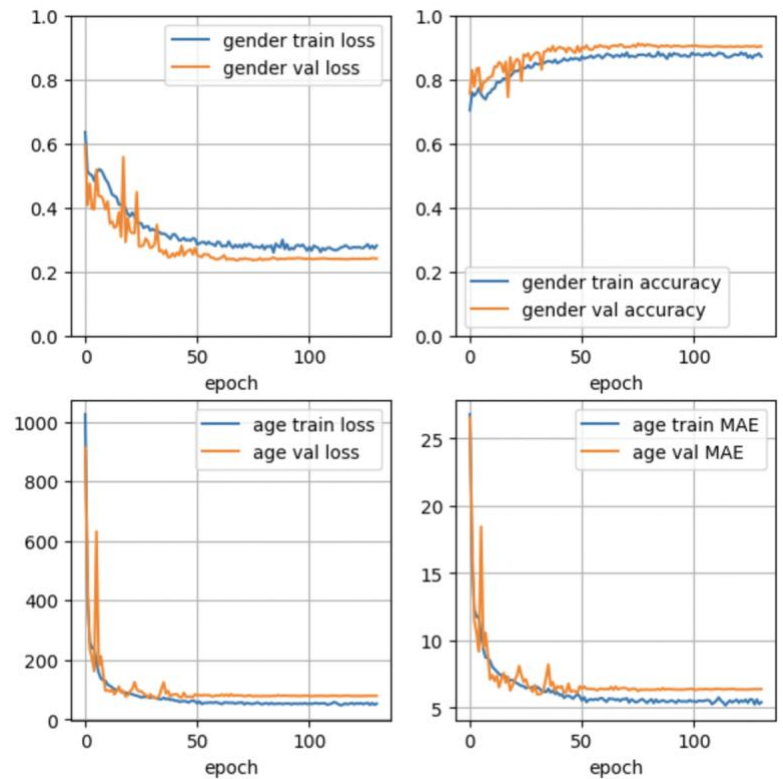 1.0
0.8
0.6
0.4
0.2
0.0
gender train loss
gender val loss
0
50
100
epoch
1.0
0.8
0.6
0.4
0.2
0.0
gender train accuracy
gender val accuracy
0
50
100
epoch
1000
800
600
400
200
0
age train loss
age val loss
0
50
100
epoch
25
20
15
10
5
age train MAE
age val MAE
0
50
100
epoch